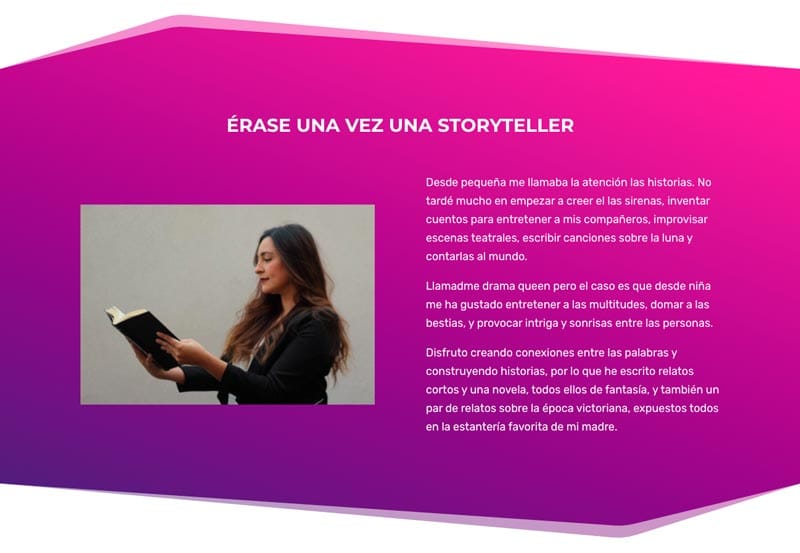 ÉRASE UNA VEZ UNA STORYTELLER
Desde pequeña me llamaba la atención las historias. No
tardé mucho en empezar a creer el las sirenas, inventar
cuentos para entretener a mis compañeros, improvisar
escenas teatrales, escribir canciones sobre la luna y
contarlas al mundo.
Llamadme drama queen pero el caso es que desde niña
me ha gustado entretener a las multitudes, domar a las
bestias, y provocar intriga y sonrisas entre las personas.
Disfruto creando conexiones entre las palabras y
construyendo historias, por lo que he escrito relatos
cortos y una novela, todos ellos de fantasía, y también un
par de relatos sobre la época victoriana, expuestos todos
en la estantería favorita de mi madre.